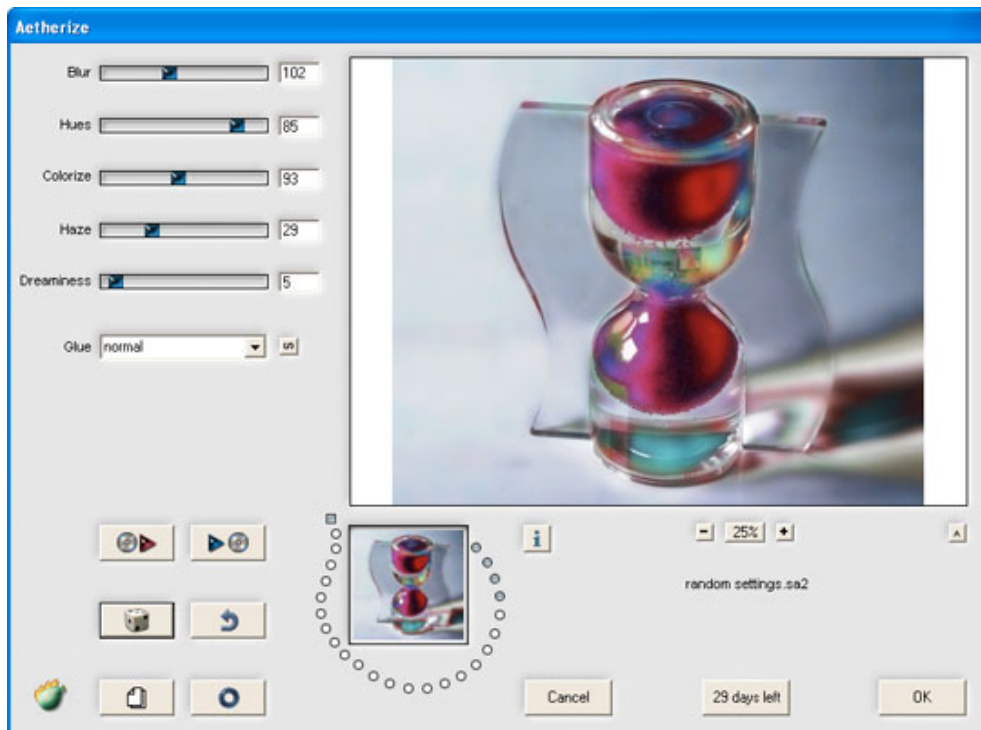 Aetherize
Blur 102
Hues 85
Colorize 93
Haze 29
Dreaminess 5
Glue normal
25%
random settings.sa2
Cancel 29 days left OK